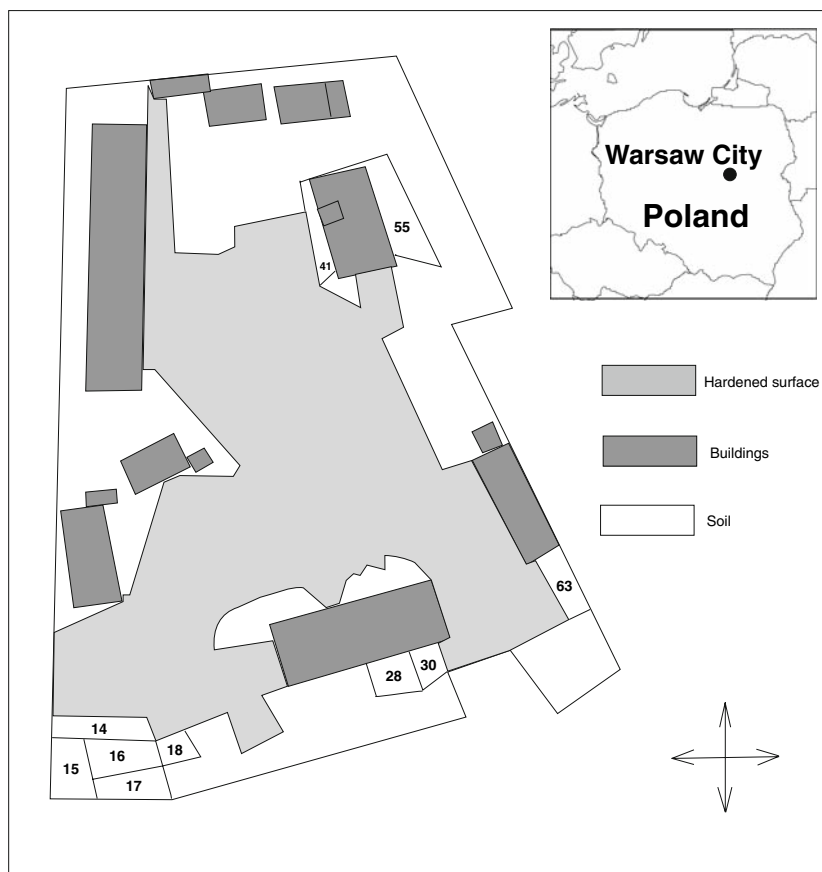 Warsaw City
Poland
55
41
Hardened surface
Buildings
Soil
63
28
30
14
18
16
15
17